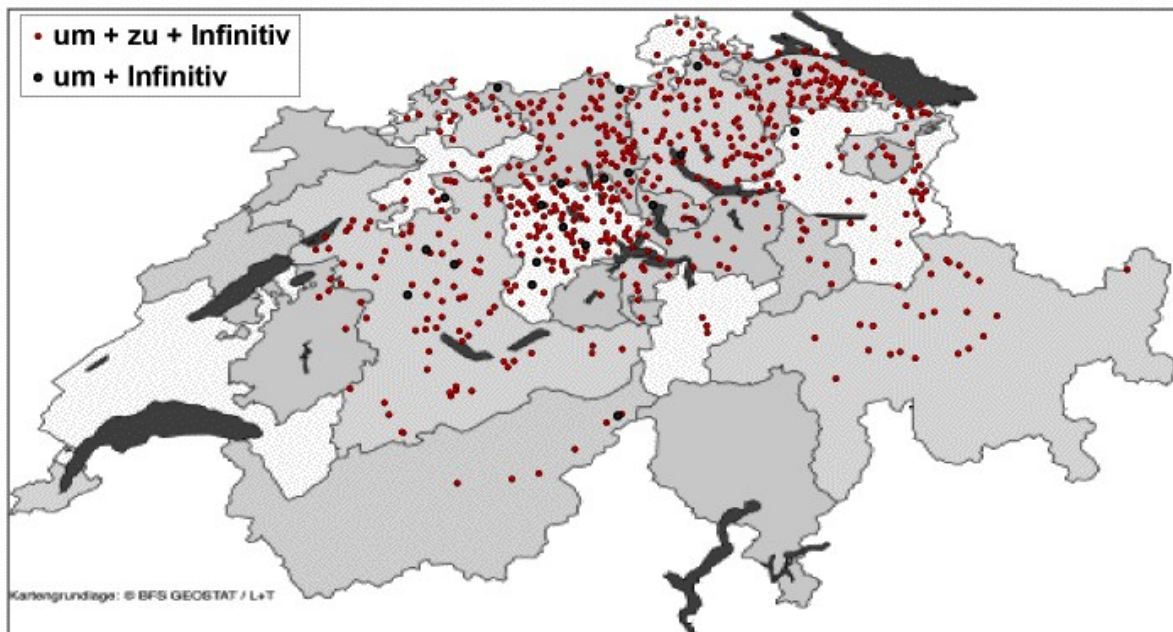 um + zu + Infinitiv
um + Infinitiv
Kartengrundlage: © BFS GEOSTAT / L+T